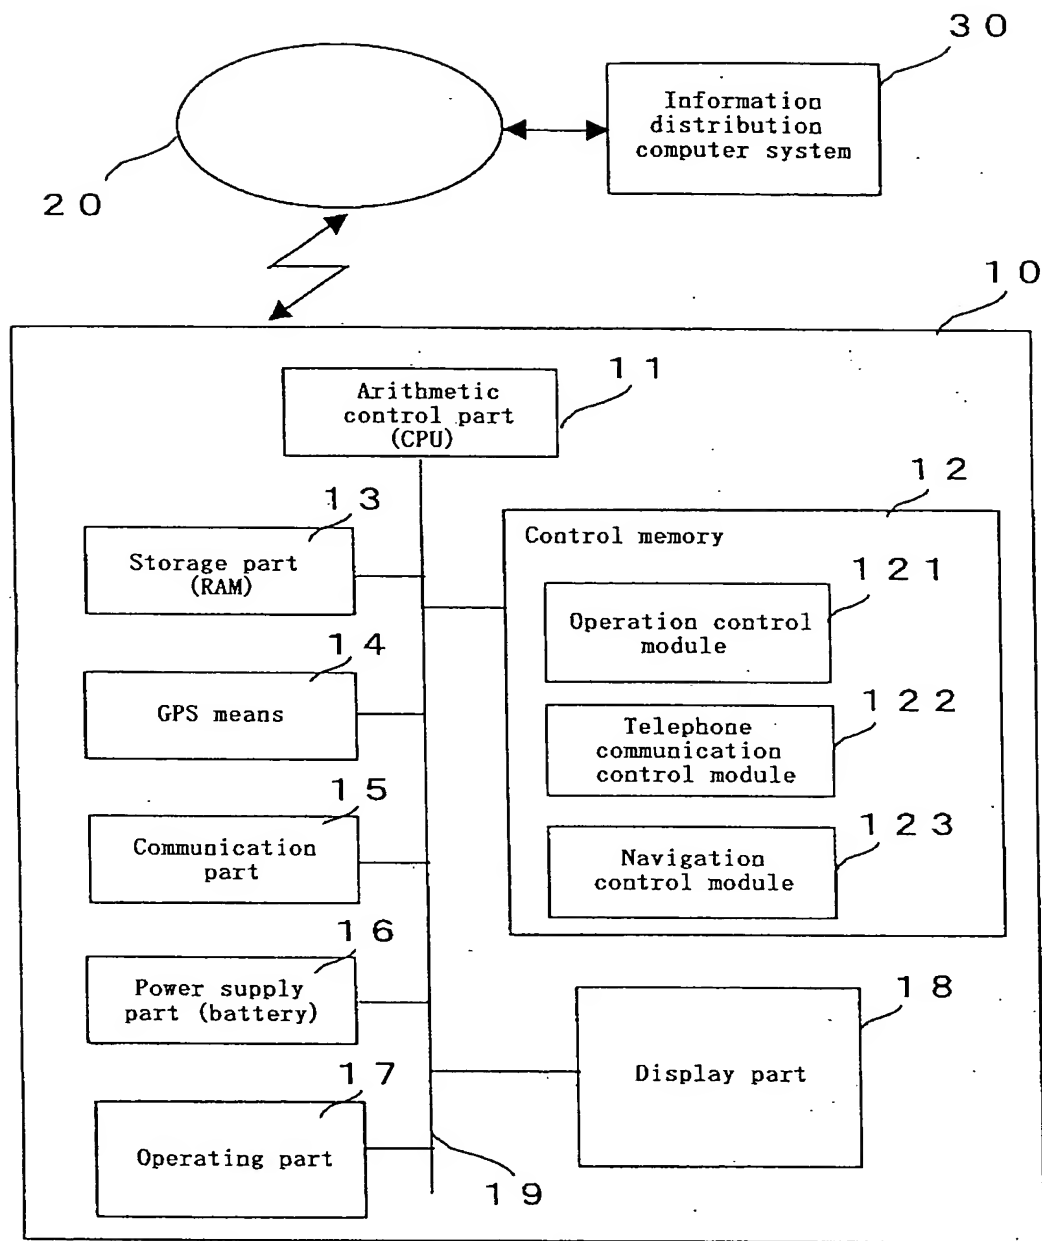 30
Information
distribution
computer system
20
10
11
Arithmetic
control part
(CPU)
12
13
Control memory
Storage part
(RAM)
121
Operation control
module
14
GPS means
122
Telephone
communication
control module
15
Communication
part
123
Navigation
control module
16
Power supply
part (battery)
18
Display part
17
Operating part
19